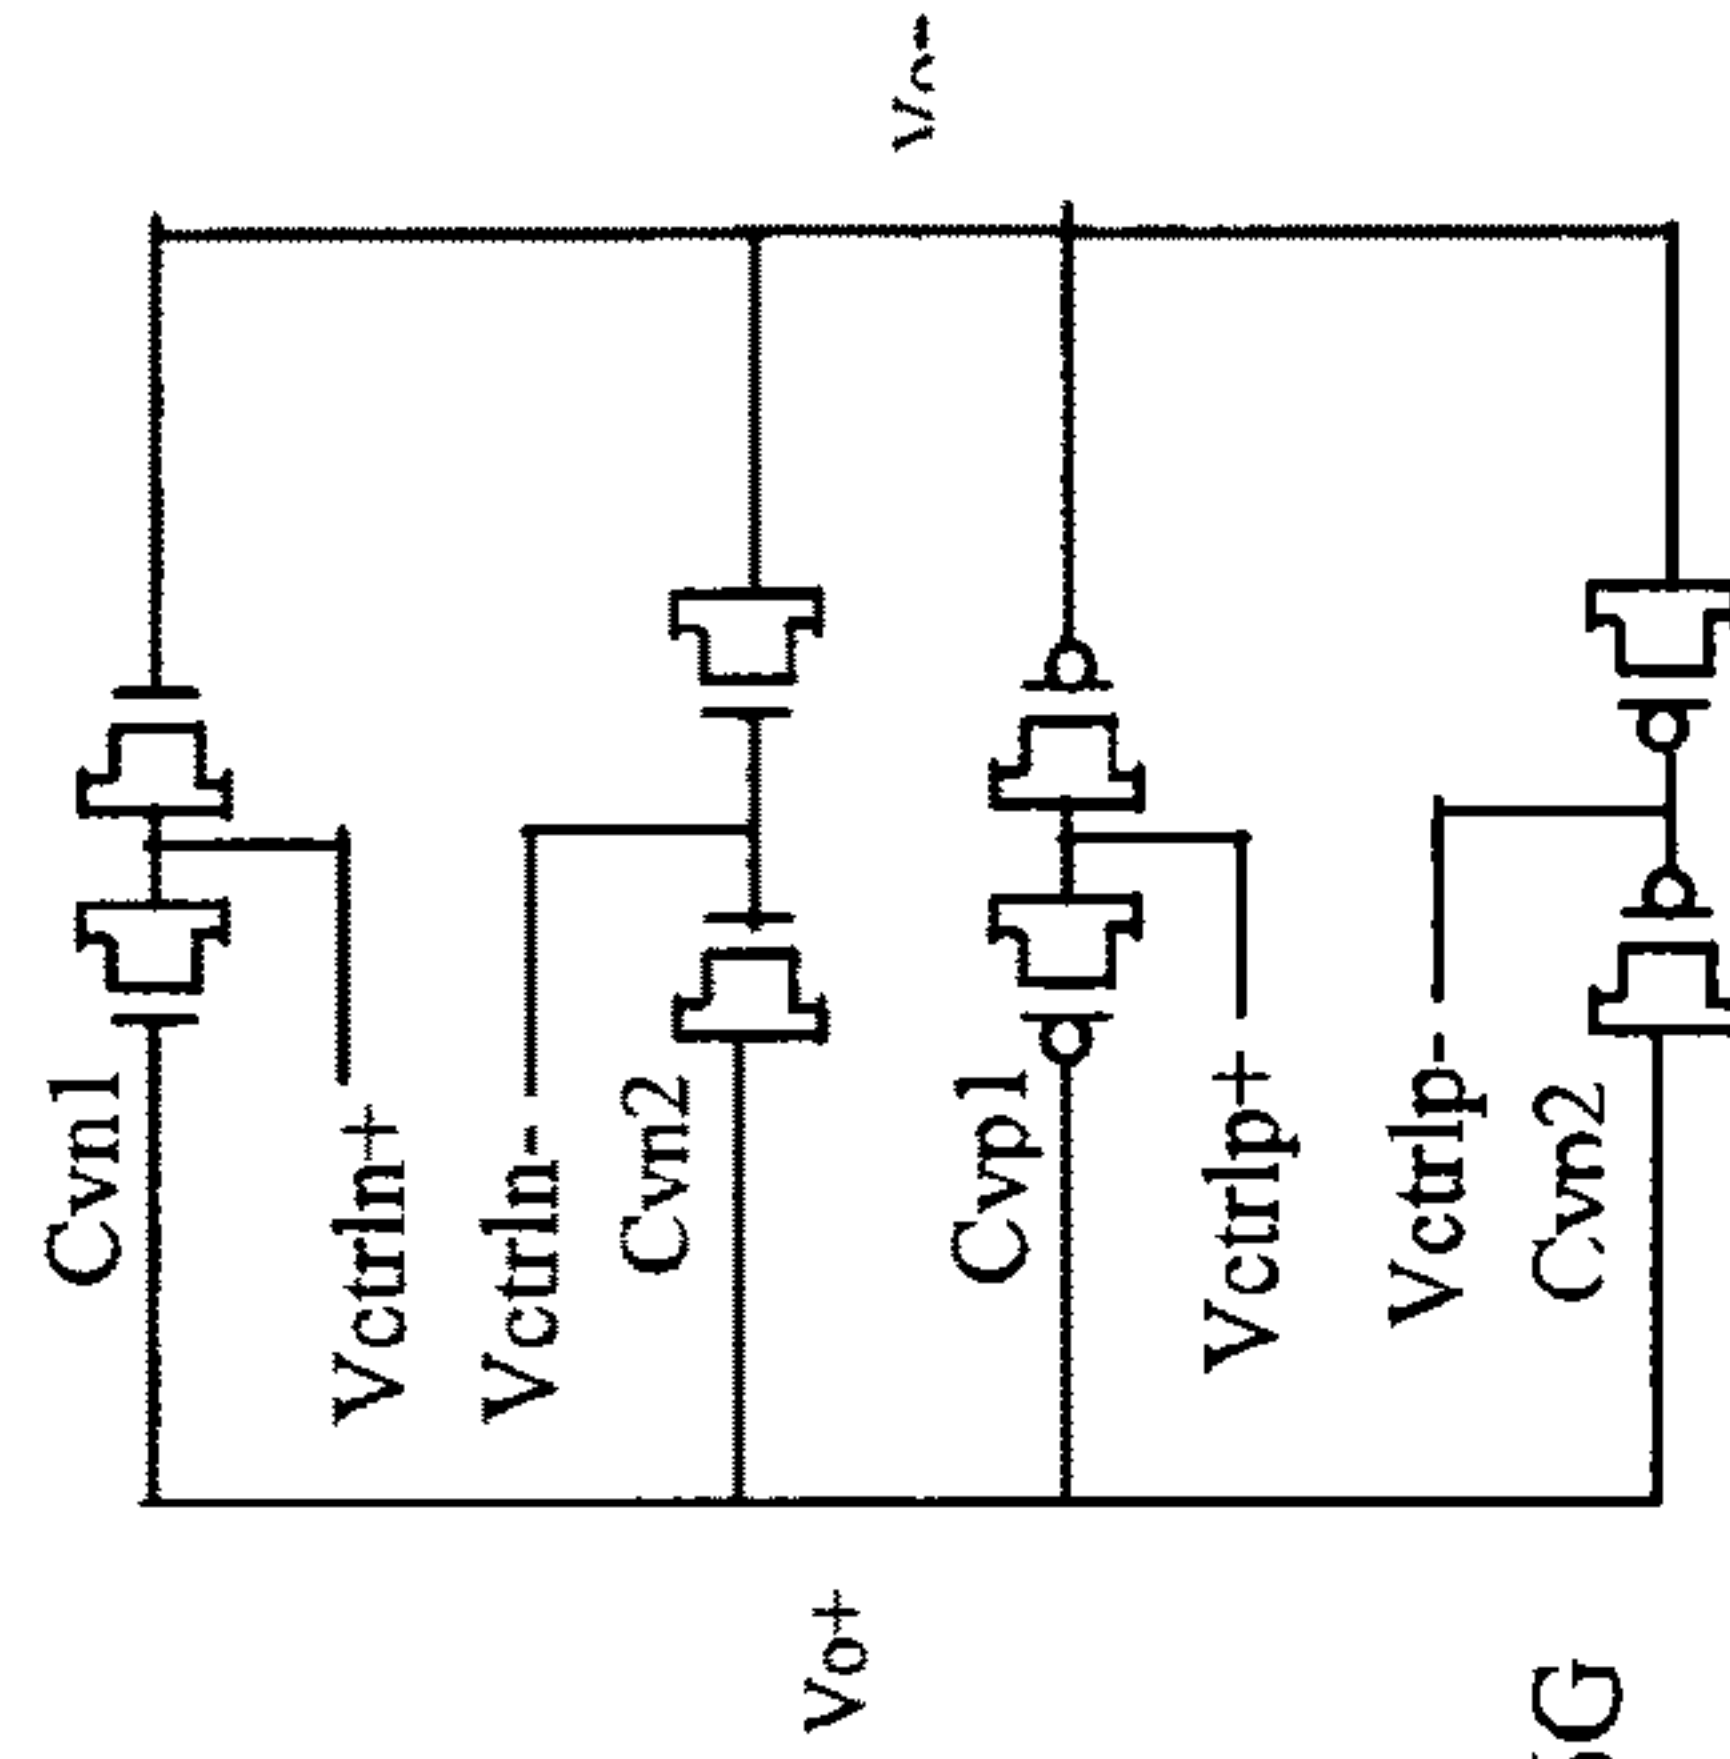 Cvn1
Vctrln+
Vctrln-
Cvn2
Cvp1
Vctrlp+
Vctrlp-
Cvn2
Vo+